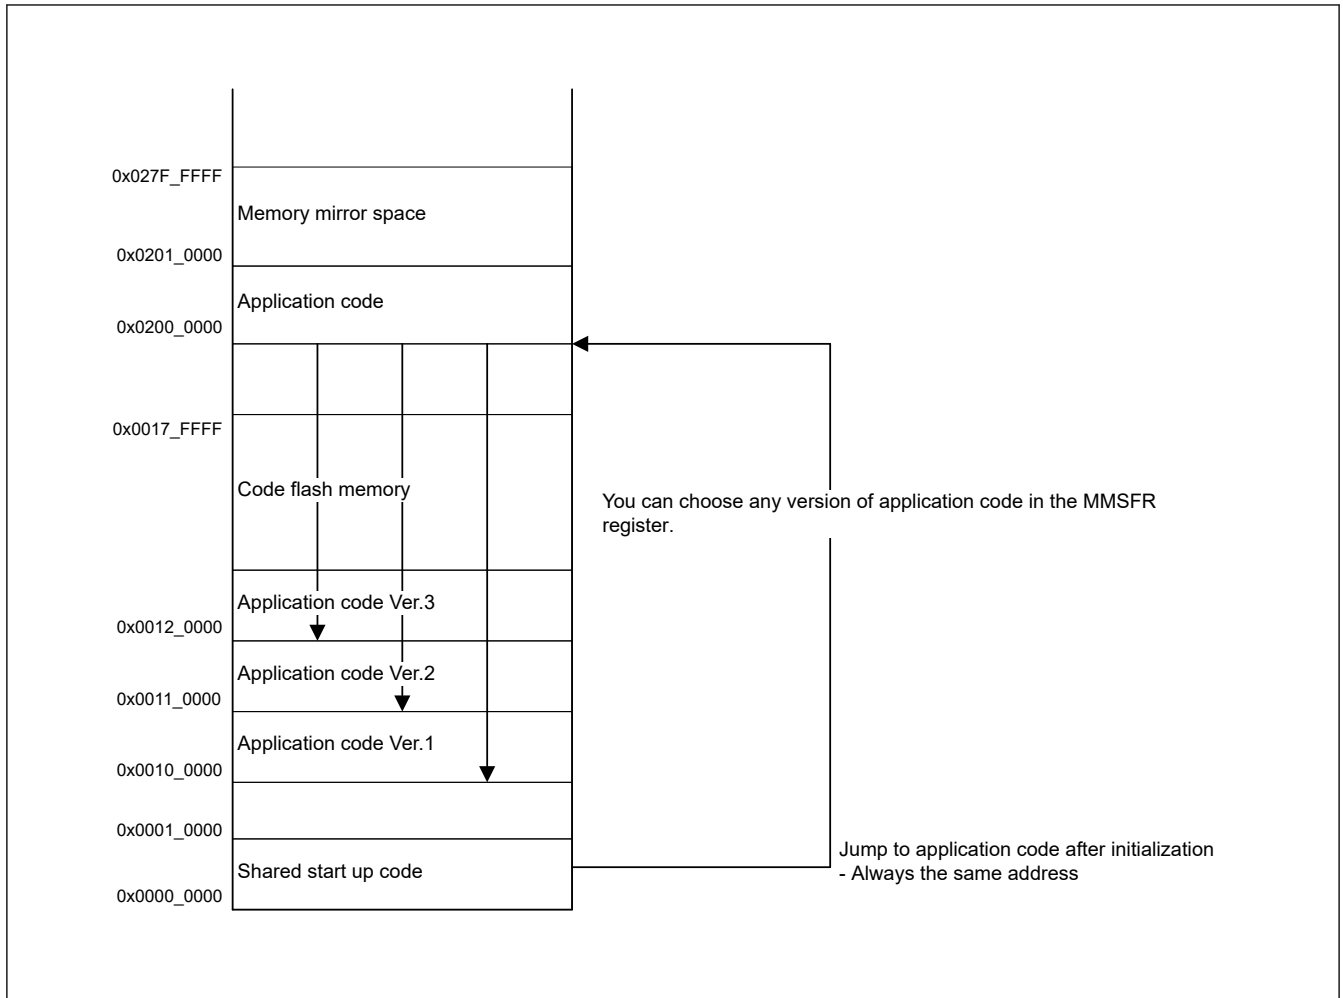 0x027F_FFFF
Memory mirror space
0x0201_0000
Application code
0x0200_0000
0x0017_FFFF
Code flash memory
You can choose any version of application code in the MMSFR
register.
Application code Ver.3
0x0012_0000
Application code Ver.2
0x0011_0000
Application code Ver.1
0x0010_0000
0x0001_0000
Jump to application code after initialization
- Always the same address
Shared start up code
0x0000_0000